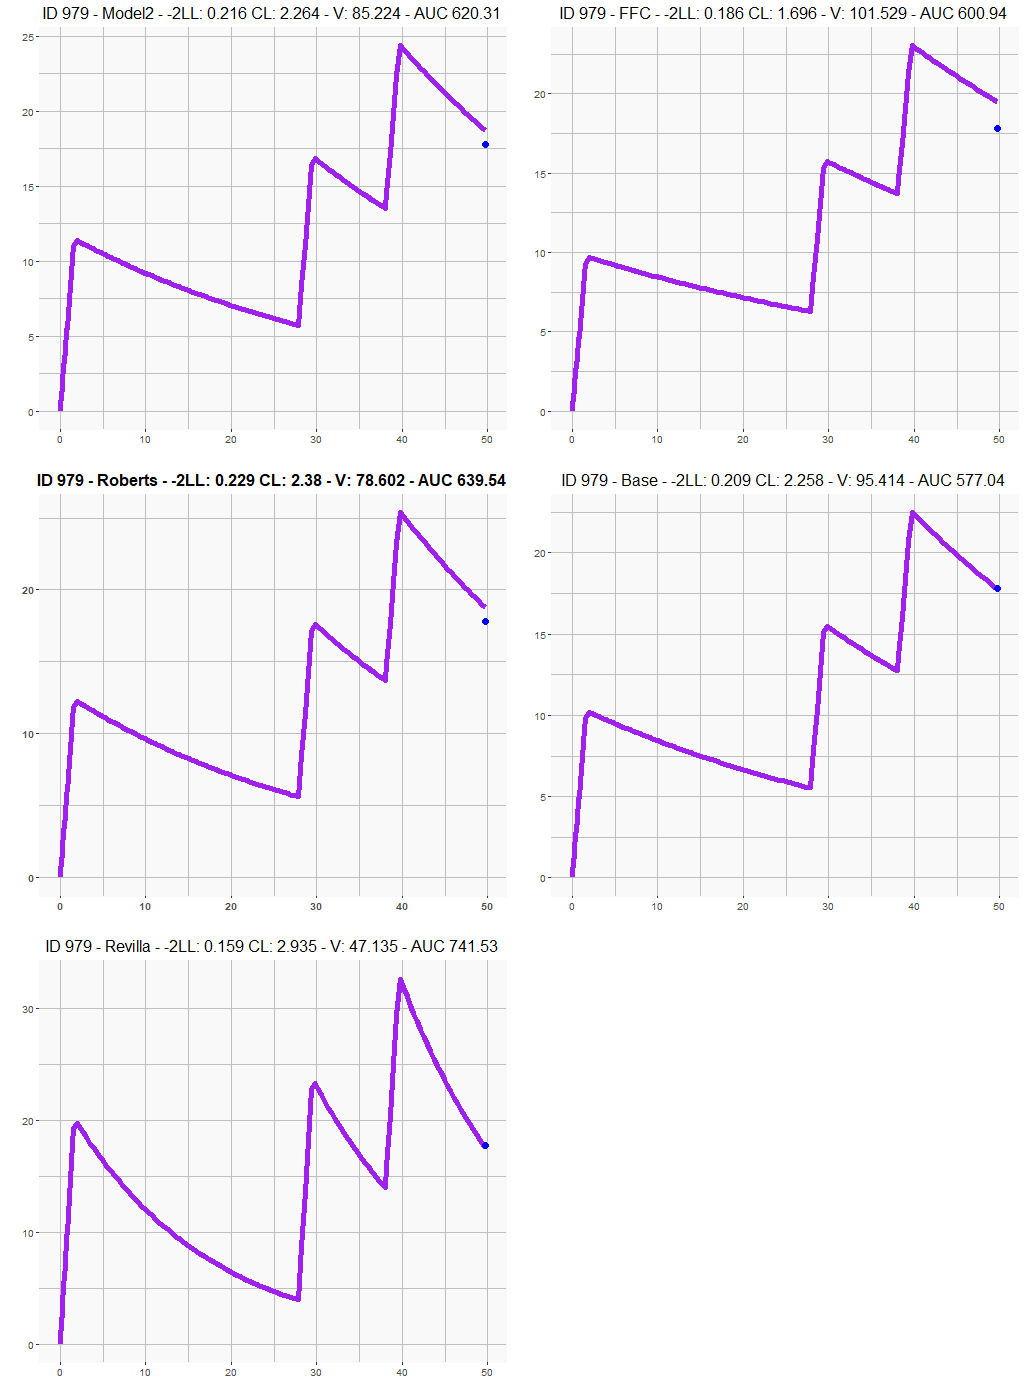 ID 979 - Model2 - -2LL: 0.216 CL: 2.264 - V: 85.224 - AUC 620.31
25
20
15
10
5
0
0 10 20 30 40 50
ID 979 - FFC - -2LL: 0.186 CL: 1.696 - V: 101.529 - AUC 600.94
20
15
10
5
0
0 10 20 30 40 50
ID 979 - Roberts - -2LL: 0.229 CL: 2.38 - V: 78.602 - AUC 639.54
20
10
0
0 10 20 30 40 50
ID 979 - Base - -2LL: 0.209 CL: 2.258 - V: 95.414 - AUC 577.04
20
15
10
5
0
0 10 20 30 40 50
ID 979 - Revilla - -2LL: 0.159 CL: 2.935 - V: 47.135 - AUC 741.53
30
20
10
0
0 10 20 30 40 50